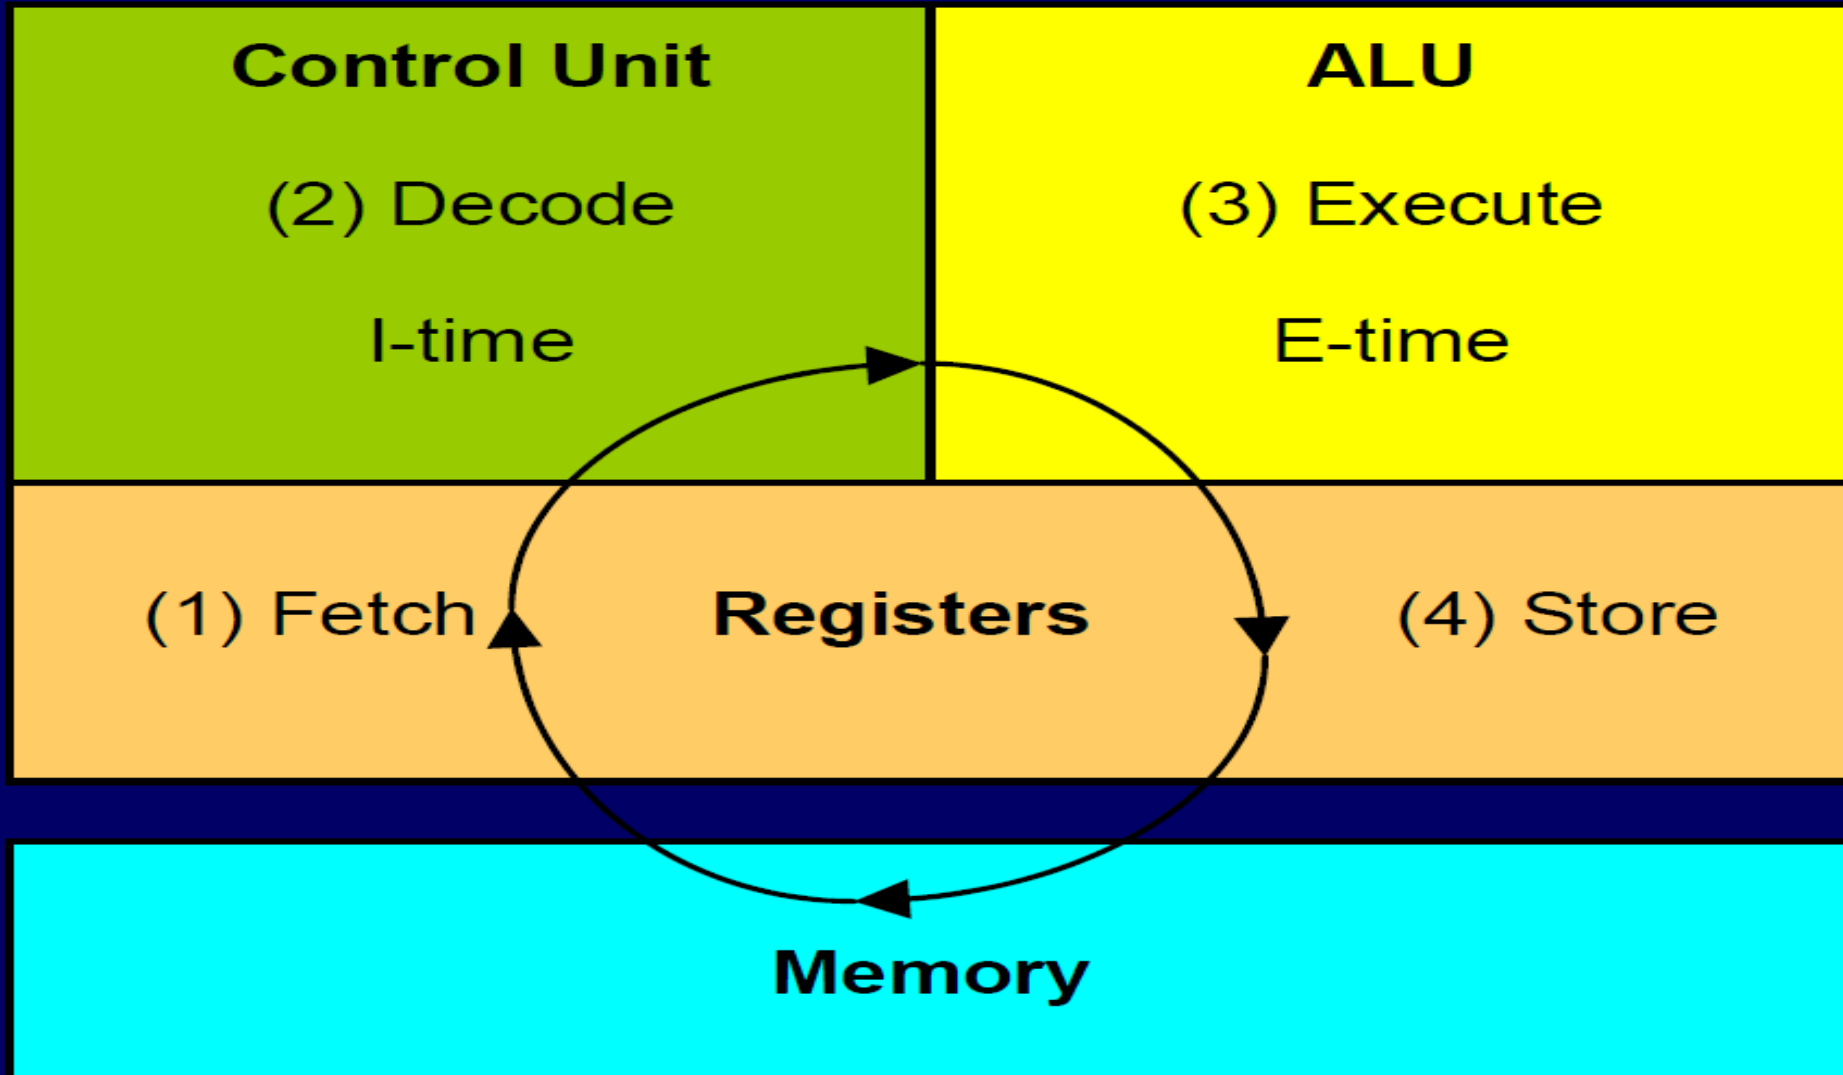 Control Unit
(2) Decode
I-time
ALU
(3) Execute
E-time
(1) Fetch
Registers
(4) Store
Memory